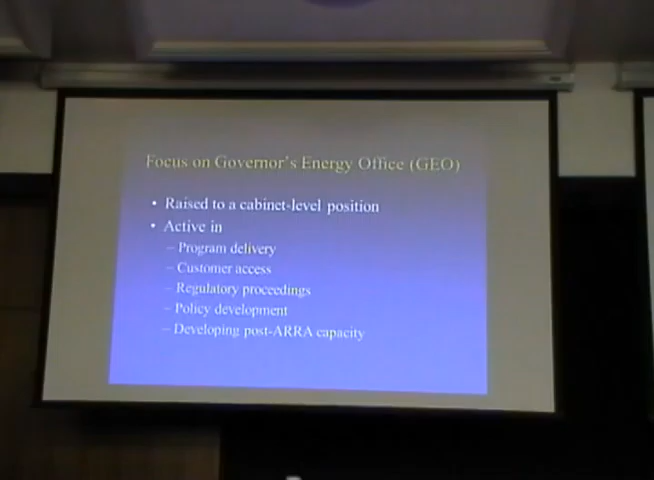 Focus on Governor's Energy Office (GEO)
• Raised to a cabinet-level position
• Active in
– Program delivery
– Customer access
– Regulatory proceedings
– Policy development
– Developing post-ARRA capacity